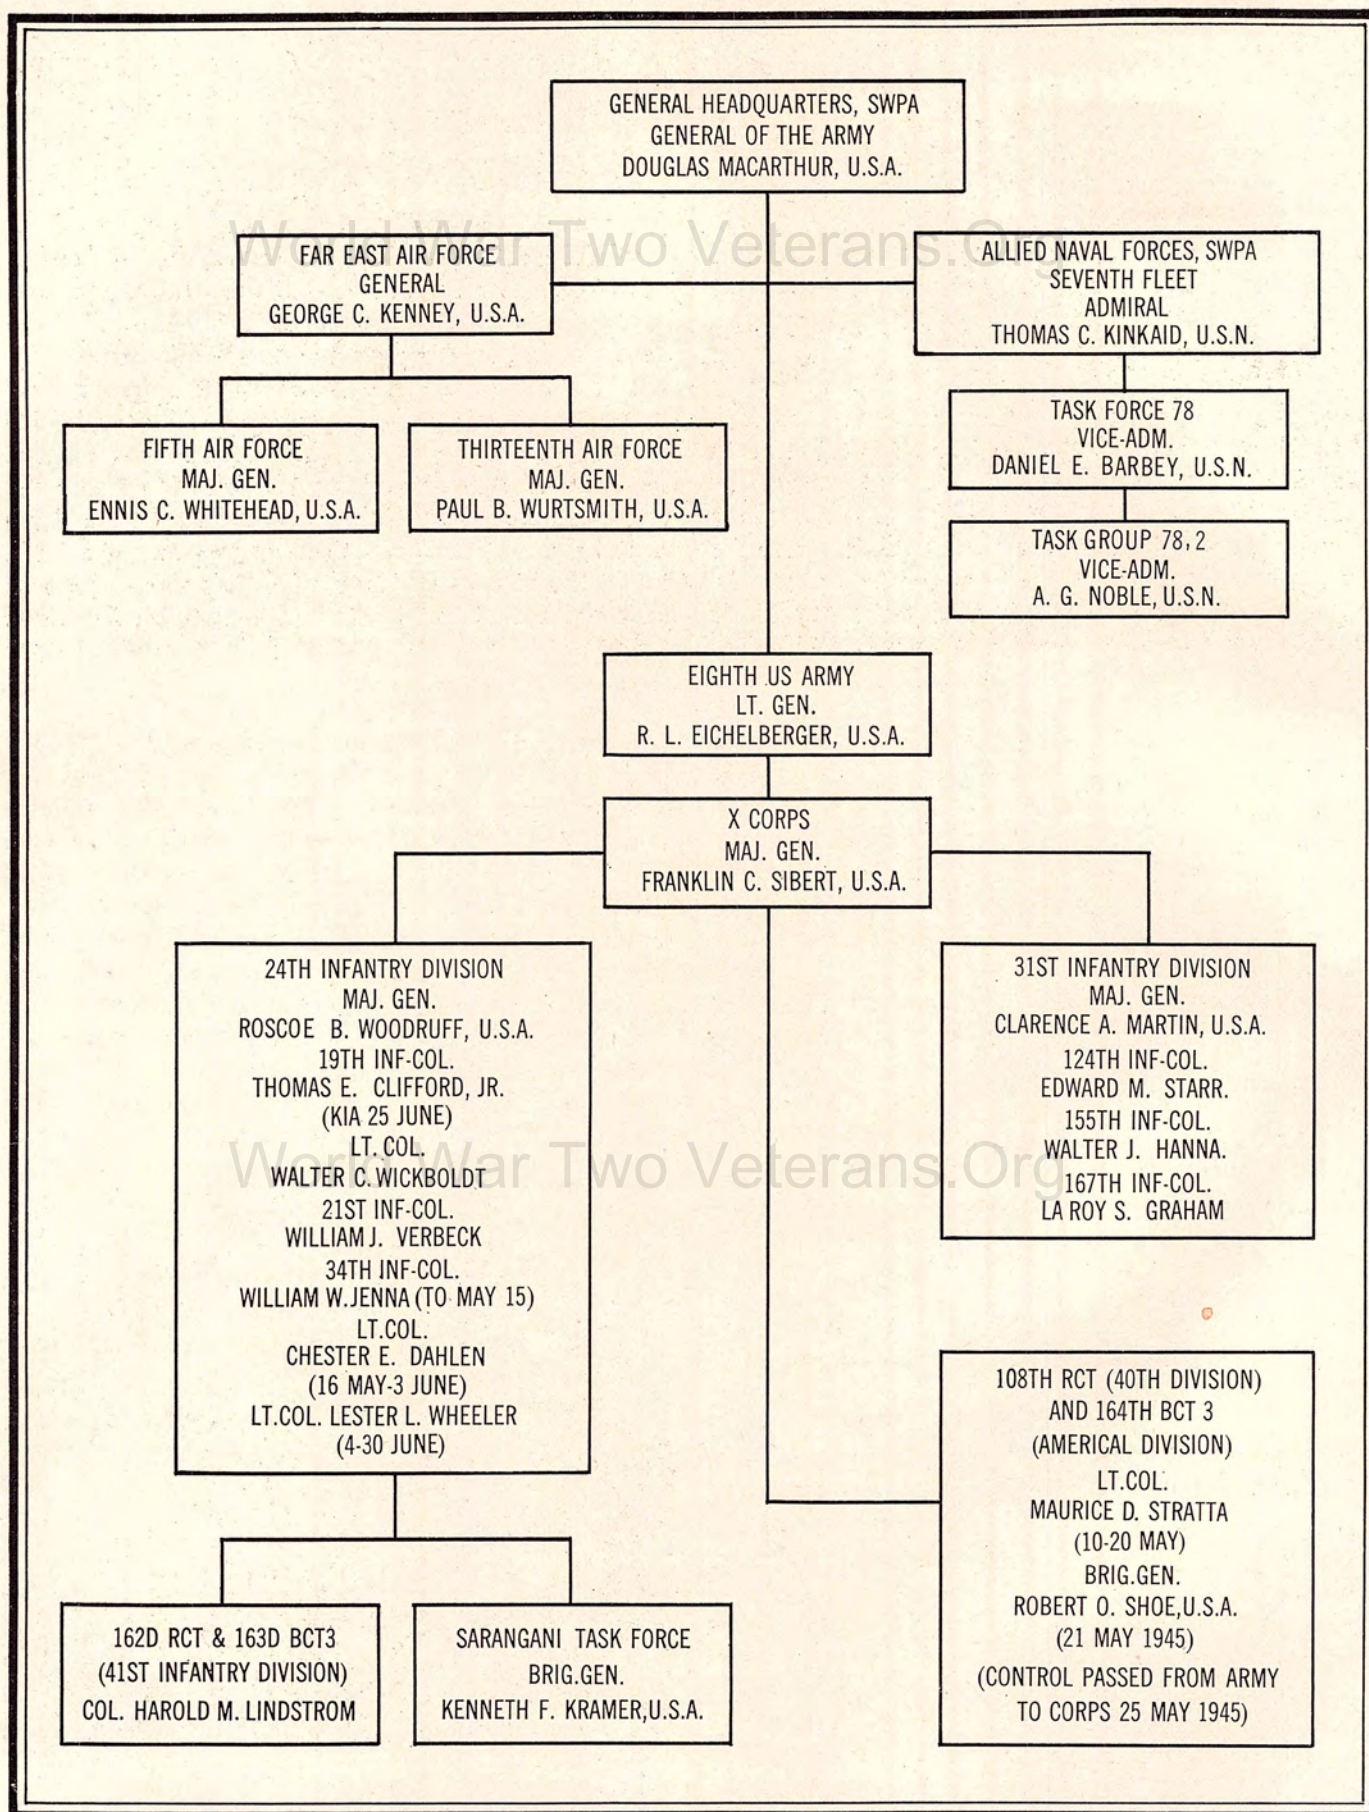 GENERAL HEADQUARTERS, SWPA
GENERAL OF THE ARMY
DOUGLAS MACARTHUR, U.S.A.
World War Two Veterans.Org
FAR EAST AIR FORCE
GENERAL
GEORGE C. KENNEY, U.S.A.
ALLIED NAVAL FORCES, SWPA
SEVENTH FLEET
ADMIRAL
THOMAS C. KINKAID, U.S.N.
FIFTH AIR FORCE
MAJ. GEN.
ENNIS C. WHITEHEAD, U.S.A.
THIRTEENTH AIR FORCE
MAJ. GEN.
PAUL B. WURTSMITH, U.S.A.
TASK FORCE 78
VICE-ADM.
DANIEL E. BARBEY, U.S.N.
TASK GROUP 78,2
VICE-ADM.
A. G. NOBLE, U.S.N.
EIGHTH US ARMY
LT. GEN.
R. L. EICHELBERGER, U.S.A.
X CORPS
MAJ. GEN.
FRANKLIN C. SIBERT, U.S.A.
24TH INFANTRY DIVISION
MAJ. GEN.
ROSCOE B. WOODRUFF, U.S.A.
19TH INF-COL.
THOMAS E. CLIFFORD, JR.
(KIA 25 JUNE)
LT. COL.
WALTER C. WICKBOLDT
21ST INF-COL.
WILLIAM J. VERBECK
34TH INF-COL.
WILLIAM W. JENNA (TO MAY 15)
LT.COL.
CHESTER E. DAHLEN
(16 MAY-3 JUNE)
LT.COL. LESTER L. WHEELER
(4-30 JUNE)
31ST INFANTRY DIVISION
MAJ. GEN.
CLARENCE A. MARTIN, U.S.A.
124TH INF-COL.
EDWARD M. STARR.
155TH INF-COL.
WALTER J. HANNA.
167TH INF-COL.
LA ROY S. GRAHAM
World War Two Veterans.Org
108TH RCT (40TH DIVISION)
AND 164TH BCT 3
(AMERICAL DIVISION)
LT.COL.
MAURICE D. STRATTA
(10-20 MAY)
BRIG.GEN.
ROBERT O. SHOE,U.S.A.
(21 MAY 1945)
(CONTROL PASSED FROM ARMY
TO CORPS 25 MAY 1945)
162D RCT & 163D BCT3
(41ST INFANTRY DIVISION)
COL. HAROLD M. LINDSTROM
SARANGANI TASK FORCE
BRIG.GEN.
KENNETH F. KRAMER,U.S.A.